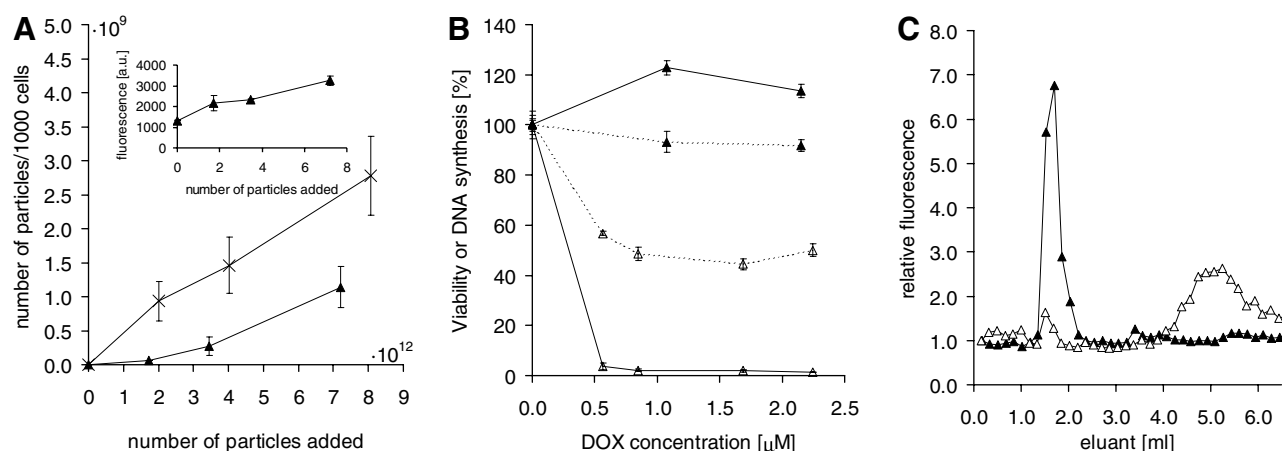 A
number of particles/1000 cells
·10⁹
5.0
4.5
4.0
3.5
3.0
2.5
2.0
1.5
1.0
0.5
0.0
0 1 2 3 4 5 6 7 8 9
·10¹²
number of particles added
fluorescence [a.u.]
4000
3000
2000
1000
0
0 2 4 6 8
number of particles added
B
Viability or DNA synthesis [%]
140
120
100
80
60
40
20
0
0.0 0.5 1.0 1.5 2.0 2.5
DOX concentration [µM]
C
relative fluorescence
8.0
7.0
6.0
5.0
4.0
3.0
2.0
1.0
0.0
0.0 1.0 2.0 3.0 4.0 5.0 6.0
eluant [ml]